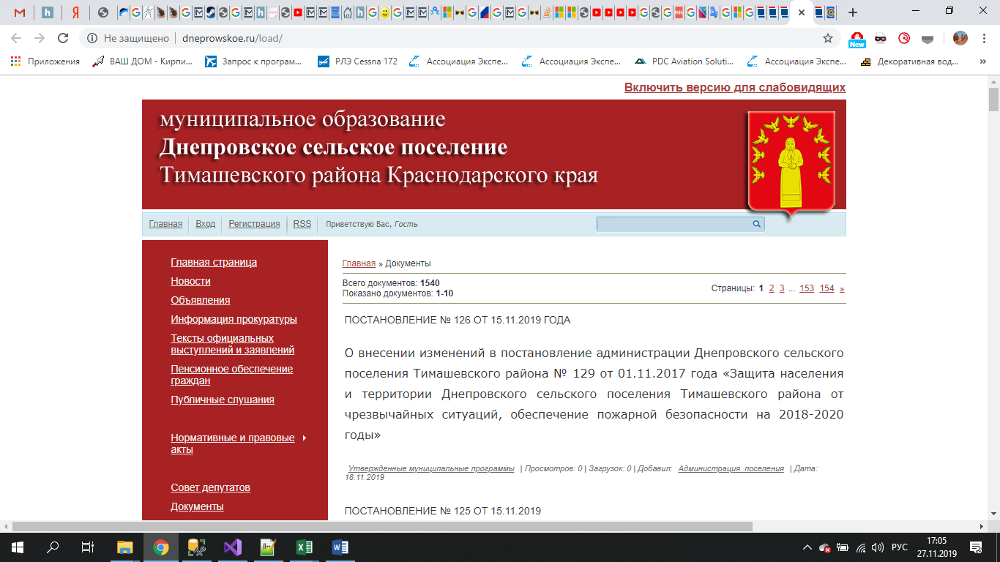 Не защищено | dneprowskoe.ru/load/
New
Приложения
ВАШ ДОМ - Кирпи...
Запрос к програм...
РЛЭ Cessna 172
Ассоциация Экспе...
Ассоциация Экспе...
PDC Aviation Soluti...
Ассоциация Экспе...
Декоративная вод...
»
Включить версию для слабовидящих
муниципальное образование
Днепровское сельское поселение
Тимашевского района Краснодарского края
Главная
Вход
Регистрация
RSS
Приветствую Вас, Гость
Главная страница
Новости
Объявления
Информация прокуратуры
Тексты официальных
выступлений и заявлений
Пенсионное обеспечение
граждан
Публичные слушания
Нормативные и правовые
акты
Совет депутатов
Документы
Главная » Документы
Всего документов: 1540
Показано документов: 1-10
Страницы: 1 2 3 ... 153 154 »
ПОСТАНОВЛЕНИЕ № 126 ОТ 15.11.2019 ГОДА
О внесении изменений в постановление администрации Днепровского сельского
поселения Тимашевского района № 129 от 01.11.2017 года «Защита населения
и территории Днепровского сельского поселения Тимашевского района от
чрезвычайных ситуаций, обеспечение пожарной безопасности на 2018-2020
годы»
Утвержденные муниципальные программы | Просмотров: 0 | Загрузок: 0 | Добавил: Администрация_поселения | Дата:
18.11.2019
ПОСТАНОВЛЕНИЕ № 125 ОТ 15.11.2019
РУС
17:05
27.11.2019